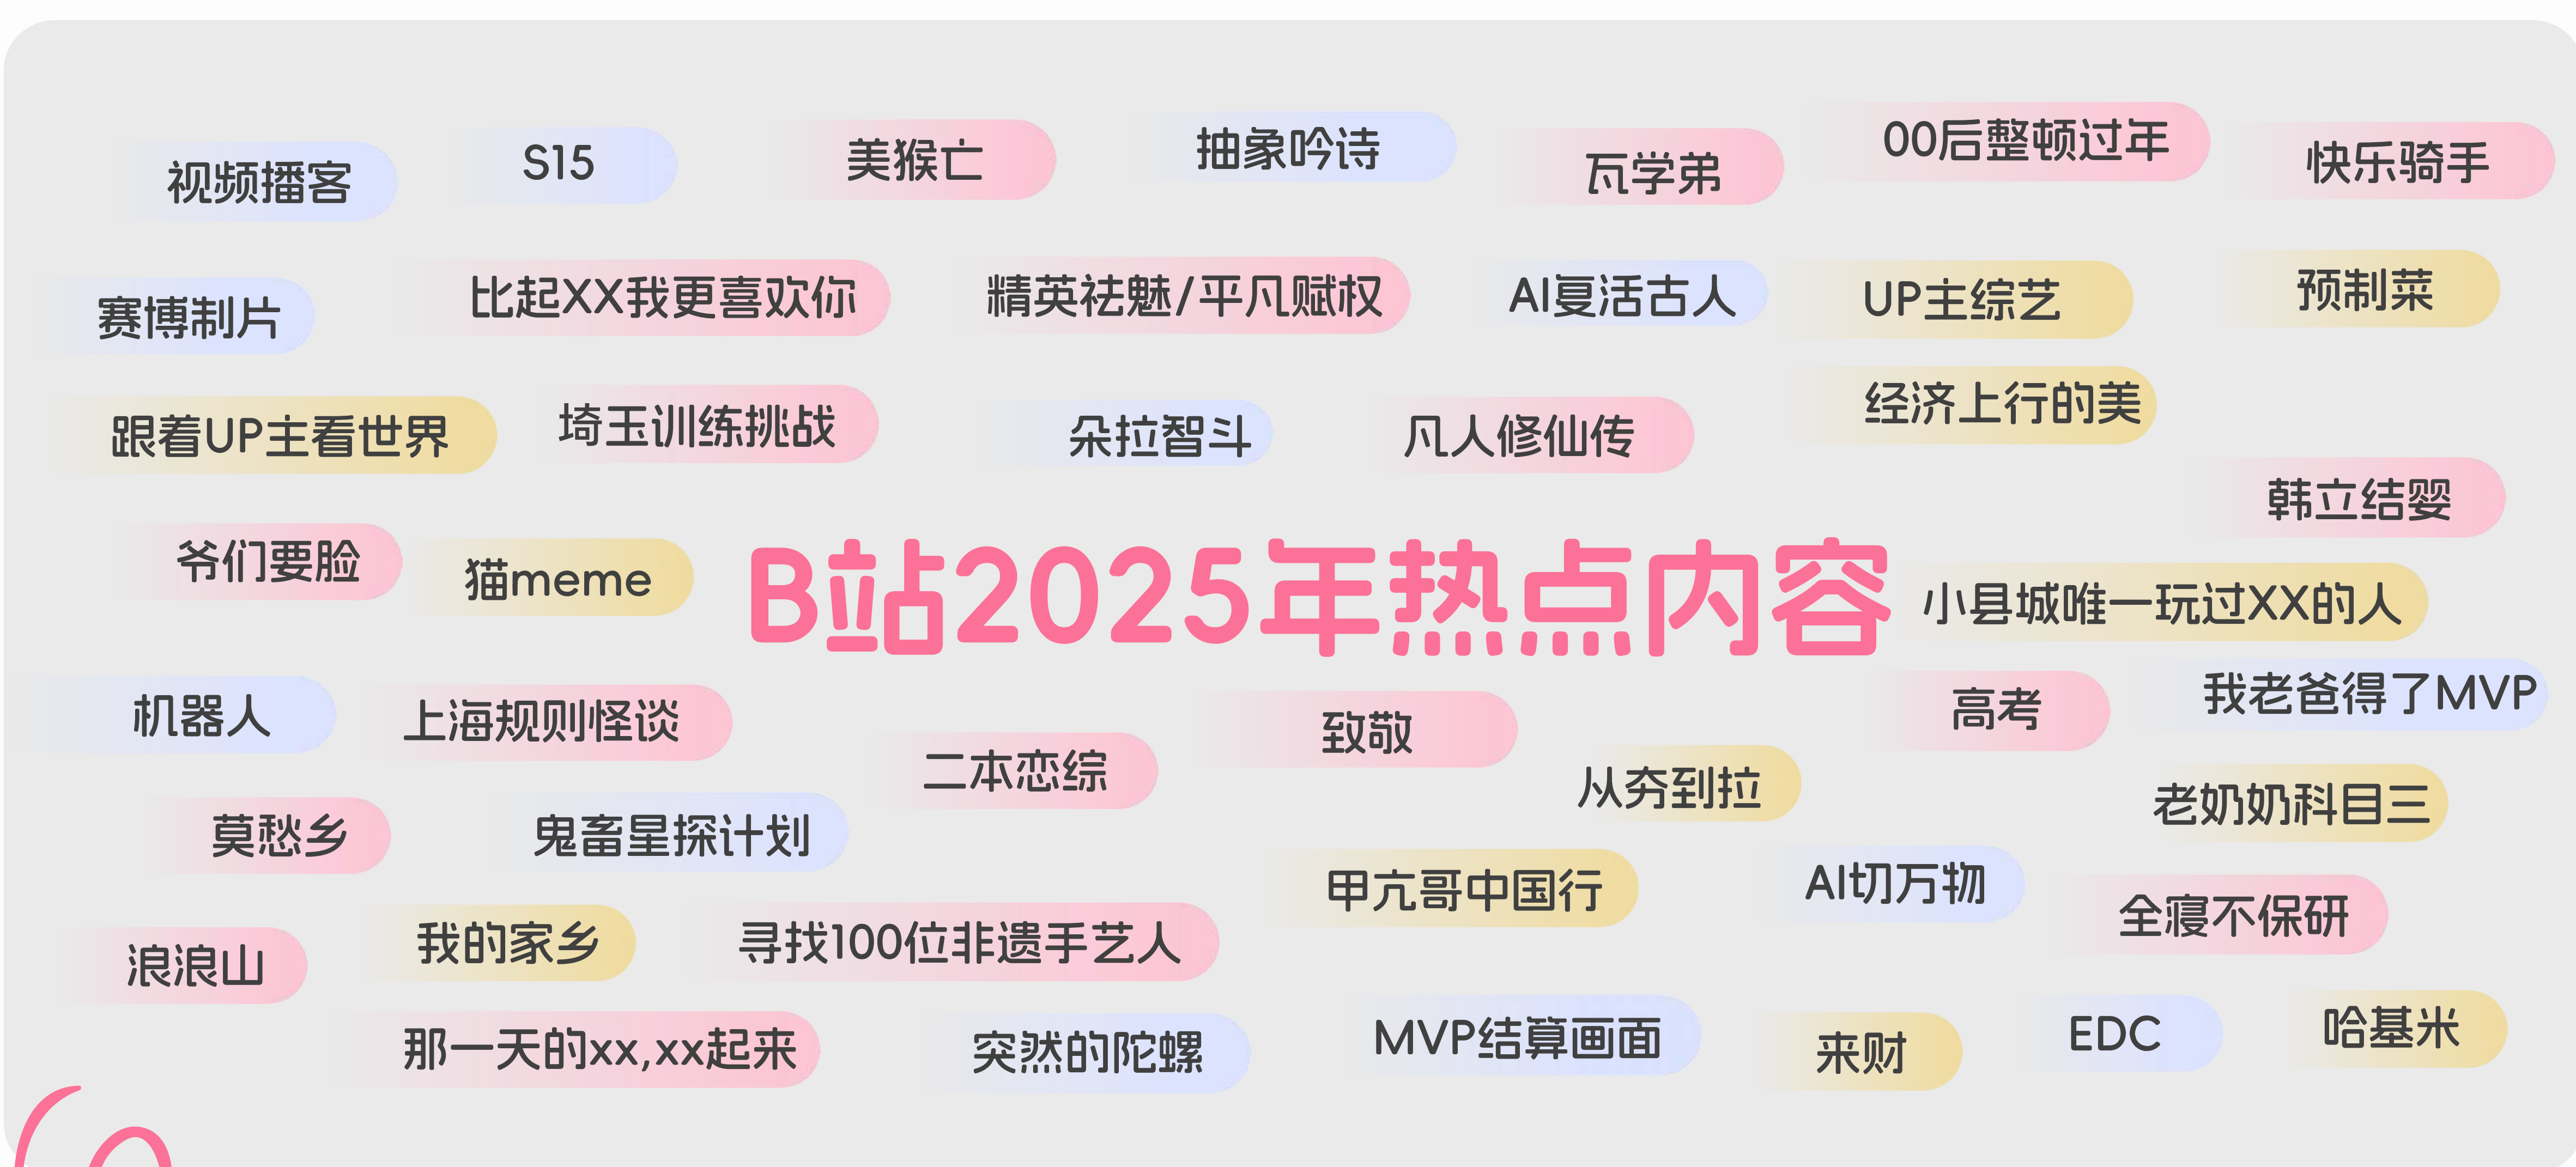 视频播客
S15
美猴亡
抽象吟诗
瓦学弟
00后整顿过年
快乐骑手
赛博制片
比起XX我更喜欢你
精英祛魅/平凡赋权
AI复活古人
UP主综艺
预制菜
跟着UP主看世界
埼玉训练挑战
朵拉智斗
凡人修仙传
经济上行的美
韩立结婴
爷们要脸
猫meme
B站2025年热点内容
小县城唯一玩过XX的人
机器人
上海规则怪谈
二本恋综
致敬
高考
我老爸得了MVP
从夯到拉
老奶奶科目三
莫愁乡
鬼畜星探计划
甲亢哥中国行
AI切万物
全寝不保研
浪浪山
我的家乡
寻找100位非遗手艺人
那一天的xx,xx起来
突然的陀螺
MVP结算画面
来财
EDC
哈基米